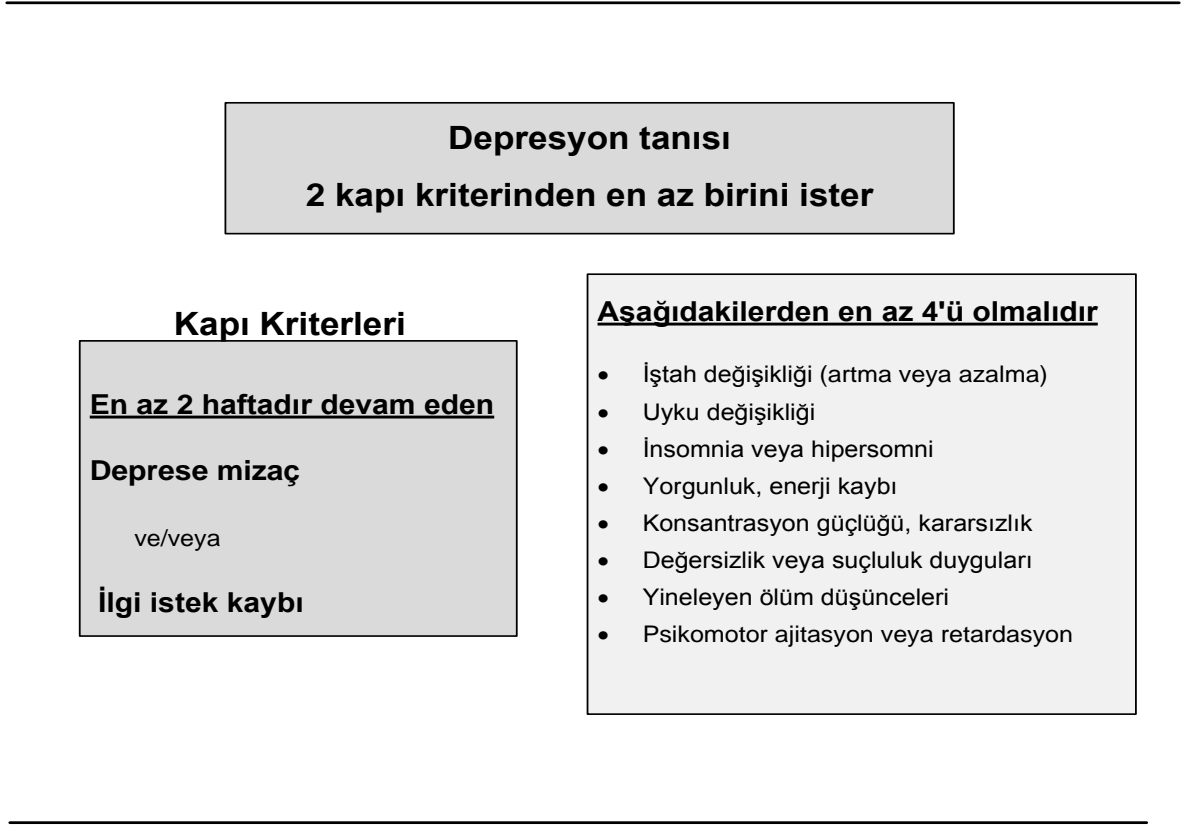 Depresyon tanısı
2 kapı kriterinden en az birini ister
Kapı Kriterleri
En az 2 haftadır devam eden
Deprese mizaç
ve/veya
İlgi istek kaybı
Aşağıdakilerden en az 4'ü olmalıdır
• İştah değişikliği (artma veya azalma)
• Uyku değişikliği
• İnsomnia veya hipersomni
• Yorgunluk, enerji kaybı
• Konsantrasyon güçlüğü, kararsızlık
• Değersizlik veya suçluluk duyguları
• Yineleyen ölüm düşünceleri
• Psikomotor ajitasyon veya retardasyon